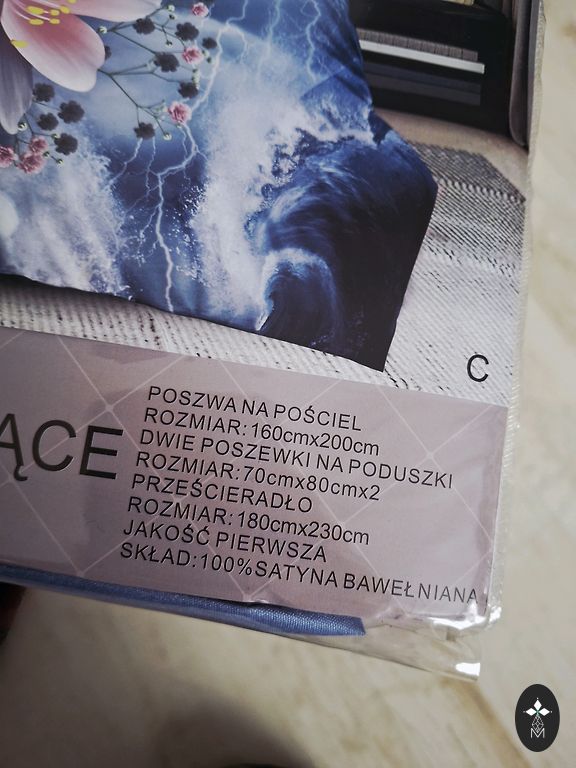 C
ĄCE
POSZWA NA POŚCIEL
ROZMIAR:160cmx200cm
DWIE POSZEWKI NA PODUSZKI
ROZMIAR:70cmx80cmx2
PRZEŚCIERADŁO
ROZMIAR:180cmx230cm
JAKOŚĆ PIERWSZA
SKŁAD:100%SATYNA BAWEŁNIANA
M